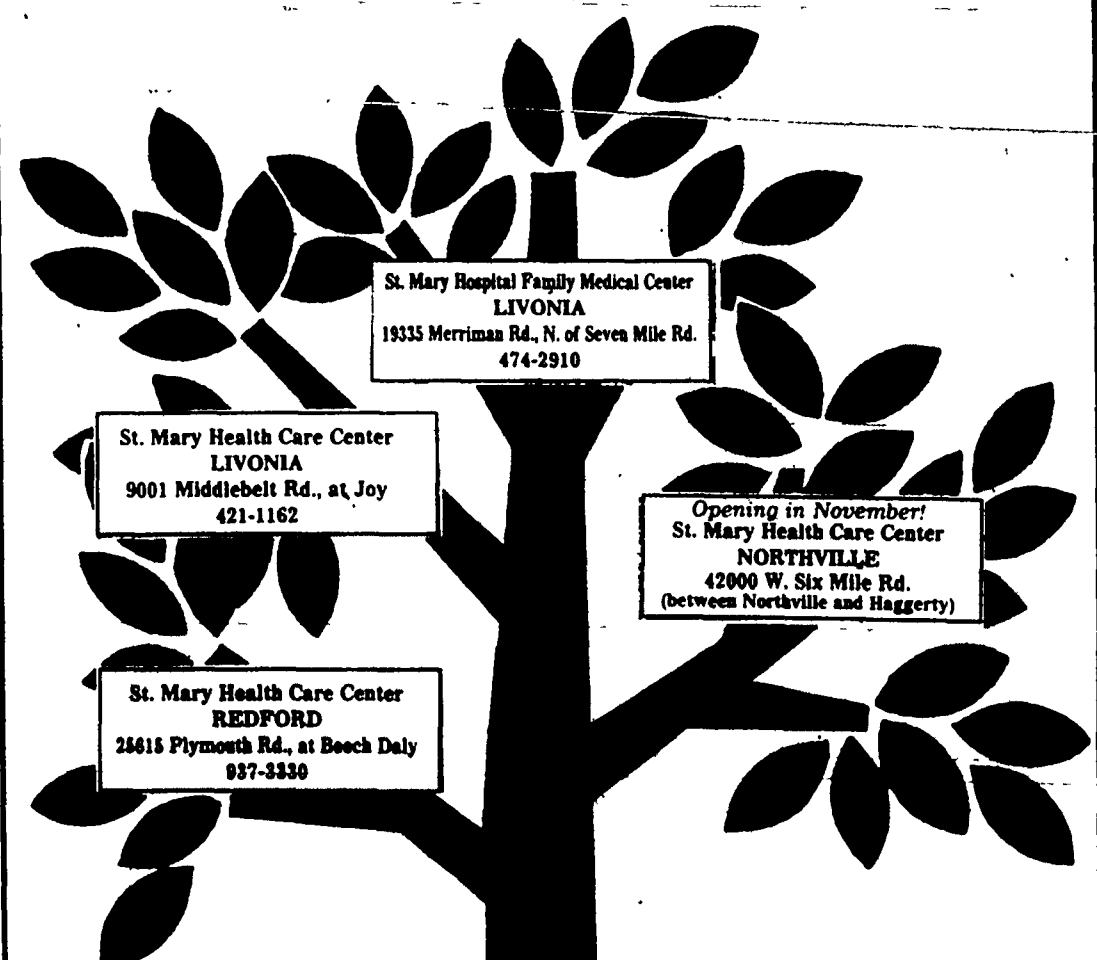 St. Mary Hospital Family Medical Center
LIVONIA
19335 Merriman Rd., N. of Seven Mile Rd.
474-2910
St. Mary Health Care Center
LIVONIA
9001 Middlebelt Rd., at Joy
421-1162
Opening in November!
St. Mary Health Care Center
NORTHVILLE
42000 W. Six Mile Rd.
(between Northville and Haggerty)
St. Mary Health Care Center
REDFORD
25615 Plymouth Rd., at Beech Daly
937-3330